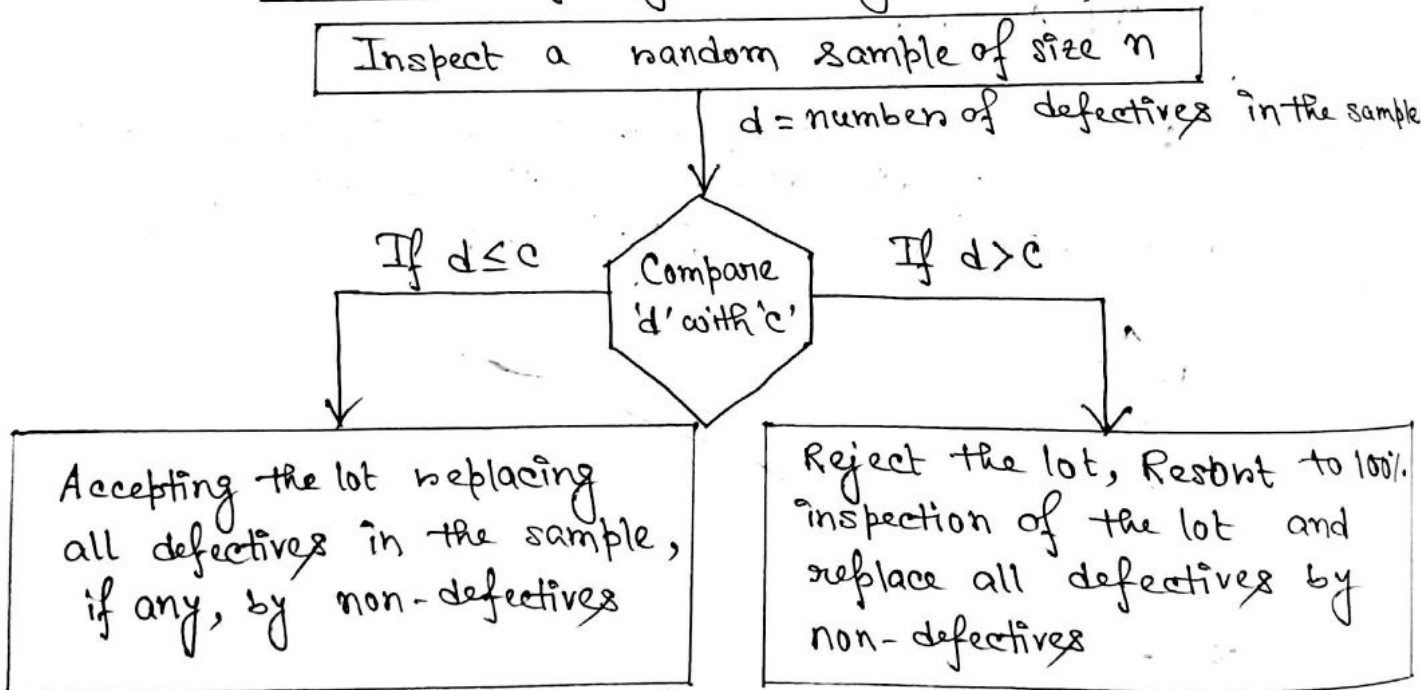 Inspect a random sample of size n
d = number of defectives in the sample
If d ≤ c
If d > c
Compare
'd' with 'c'
Accepting the lot replacing
all defectives in the sample,
if any, by non-defectives
Reject the lot, Resort to 100%
inspection of the lot and
replace all defectives by
non-defectives